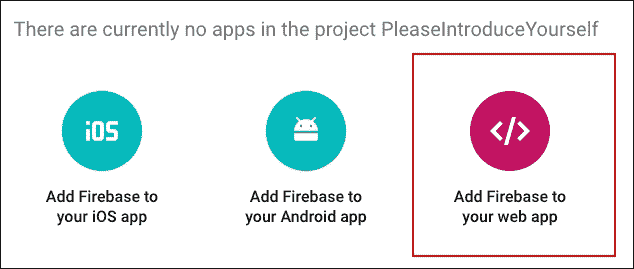 There are currently no apps in the project PleaseIntroduceYourself
iOS
</>
Add Firebase to
your iOS app
Add Firebase to
your Android app
Add Firebase to
your web app